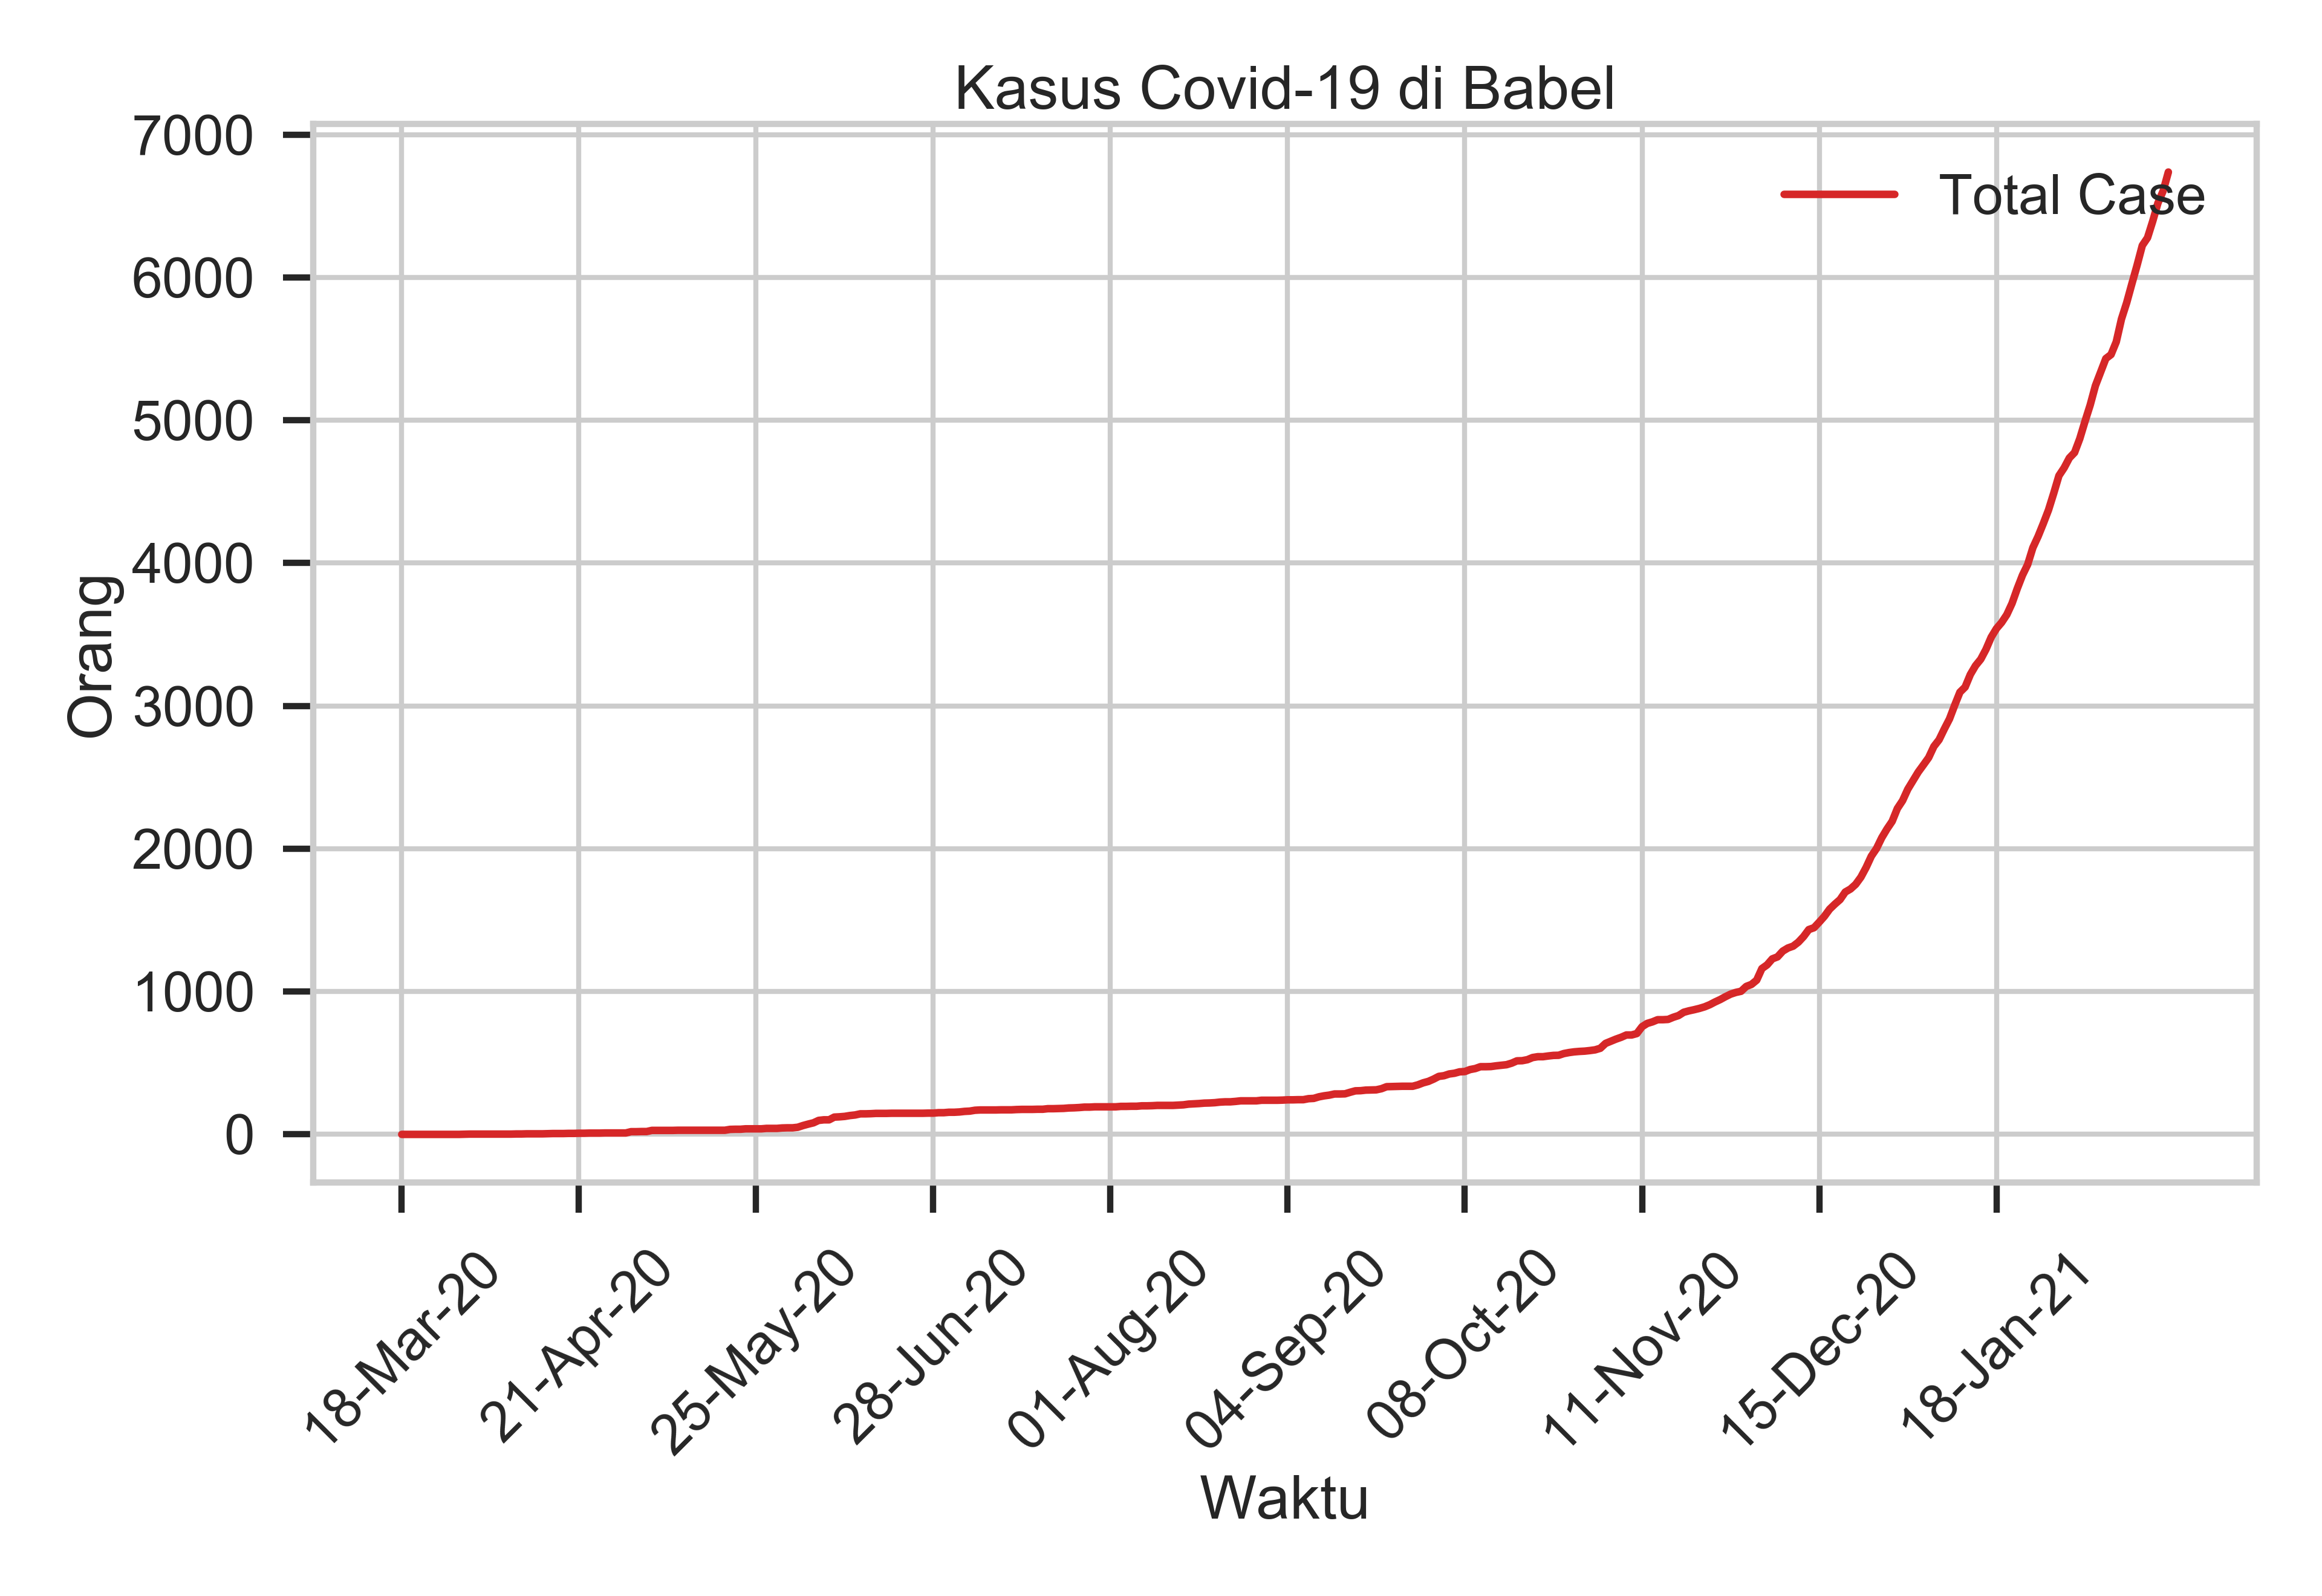 Kasus Covid-19 di Babel
Total Case
7000
6000
5000
4000
3000
2000
1000
0
Orang
18-Mar-20
21-Apr-20
25-May-20
28-Jun-20
01-Aug-20
04-Sep-20
08-Oct-20
11-Nov-20
15-Dec-20
18-Jan-21
Waktu